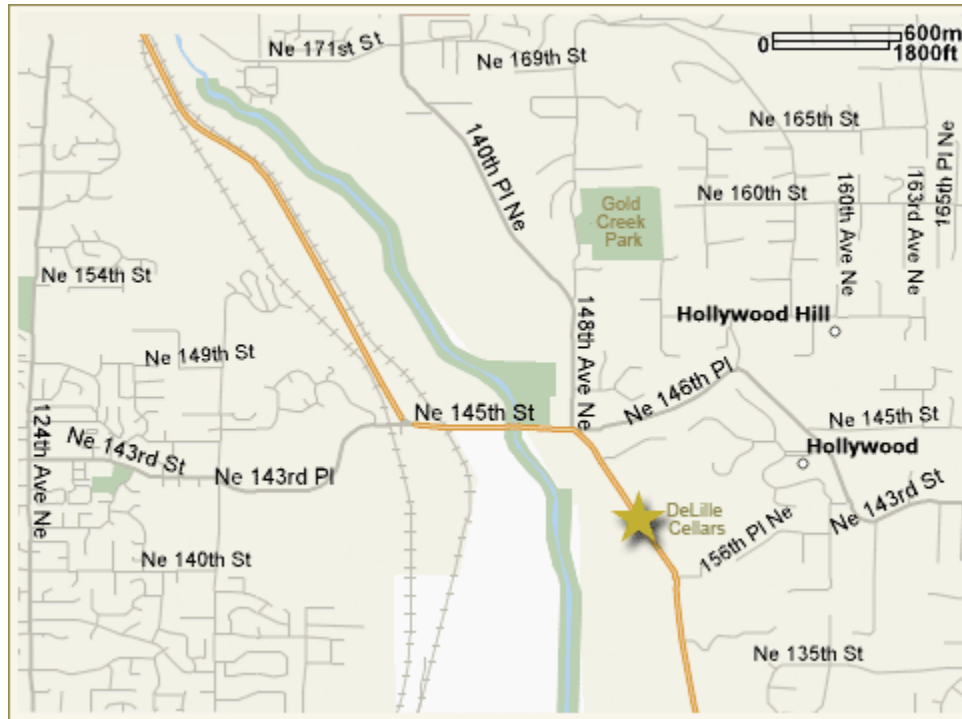 Ne 171st St
Ne 169th St
0 600m
1800ft
140th Pl Ne
Ne 165th St
Ne 160th St
160th Ave Ne
163rd Ave Ne
165th Pl Ne
Gold
Creek
Park
Ne 154th St
148th Ave Ne
Hollywood Hill
Ne 149th St
Ne 146th Pl
124th Ave Ne
Ne 145th St
Ne 145th St
Ne 143rd St
Ne 143rd Pl
Hollywood
Ne 143rd St
DeLille
Cellars
156th Pl Ne
Ne 140th St
Ne 135th St